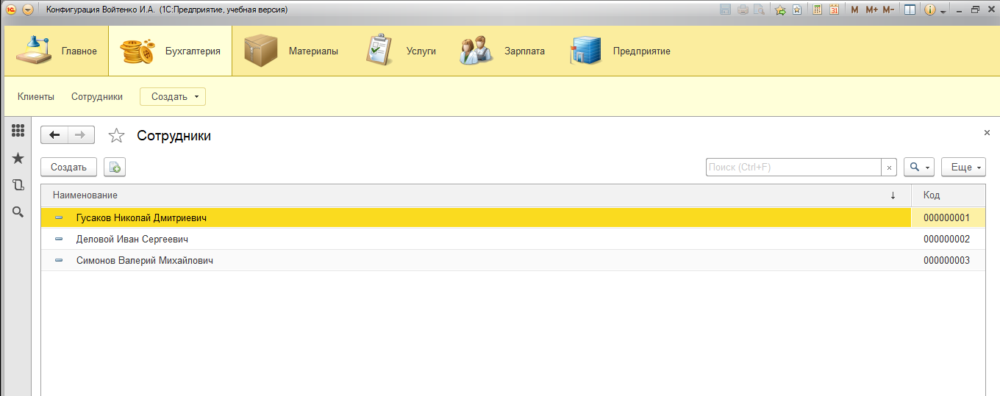 Конфигурация Войтенко И.А. (1С:Предприятие, учебная версия)
31 M M+ M-
Главное Бухгалтерия Материалы Услуги Зарплата Предприятие
Клиенты Сотрудники Создать
Сотрудники
Создать Поиск (Ctrl+F) Еще
Наименование Код
Гусаков Николай Дмитриевич 000000001
Деловой Иван Сергеевич 000000002
Симонов Валерий Михайлович 000000003